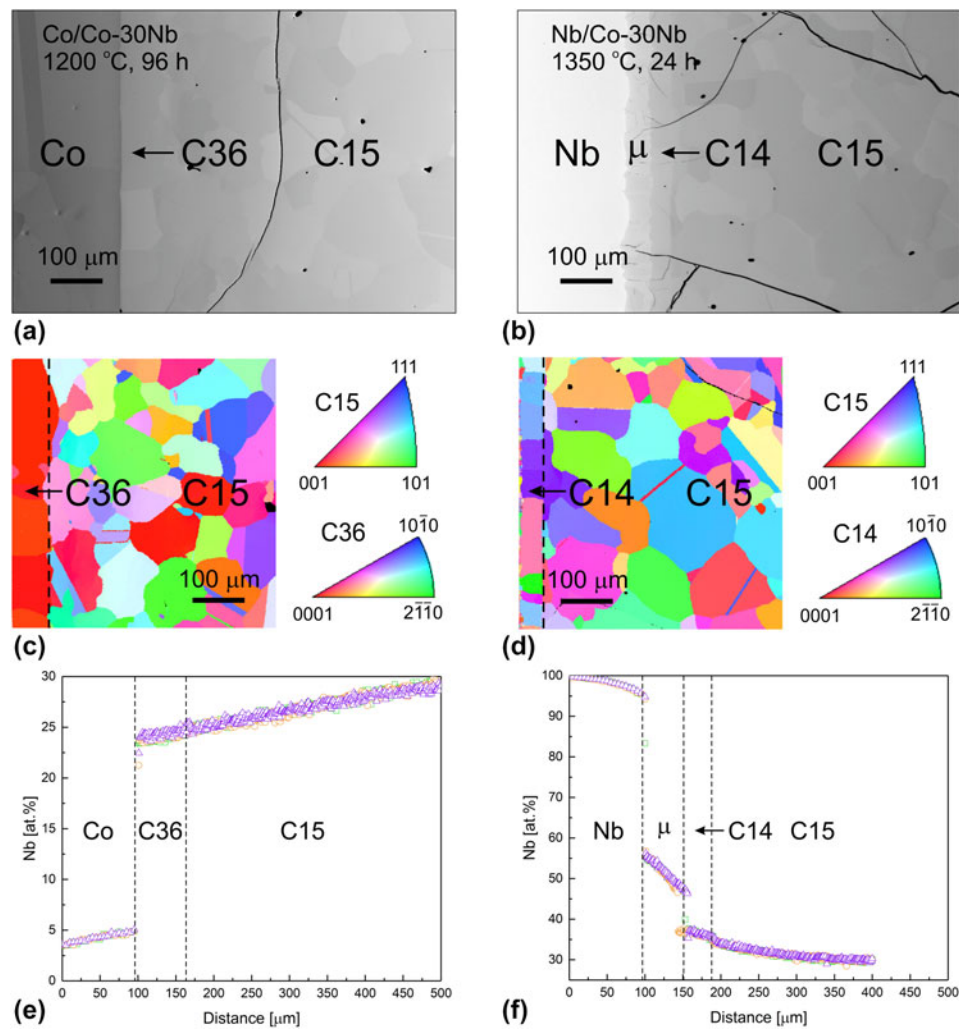 Co/Co-30Nb
1200 °C, 96 h
Co
C36
C15
100 μm
(a)
Nb/Co-30Nb
1350 °C, 24 h
Nb
μ
C14
C15
100 μm
(b)
C36
C15
100 μm
C15
111
001
101
C36
101̄0
0001
21̄1̄0
(c)
C14
C15
100 μm
C15
111
001
101
C14
101̄0
0001
21̄1̄0
(d)
Nb [at.%]
30
25
20
15
10
5
0
Co
C36
C15
0 50 100 150 200 250 300 350 400 450 500
Distance [μm]
(e)
Nb [at.%]
100
90
80
70
60
50
40
30
Nb
μ
C14
C15
0 50 100 150 200 250 300 350 400 450 500
Distance [μm]
(f)